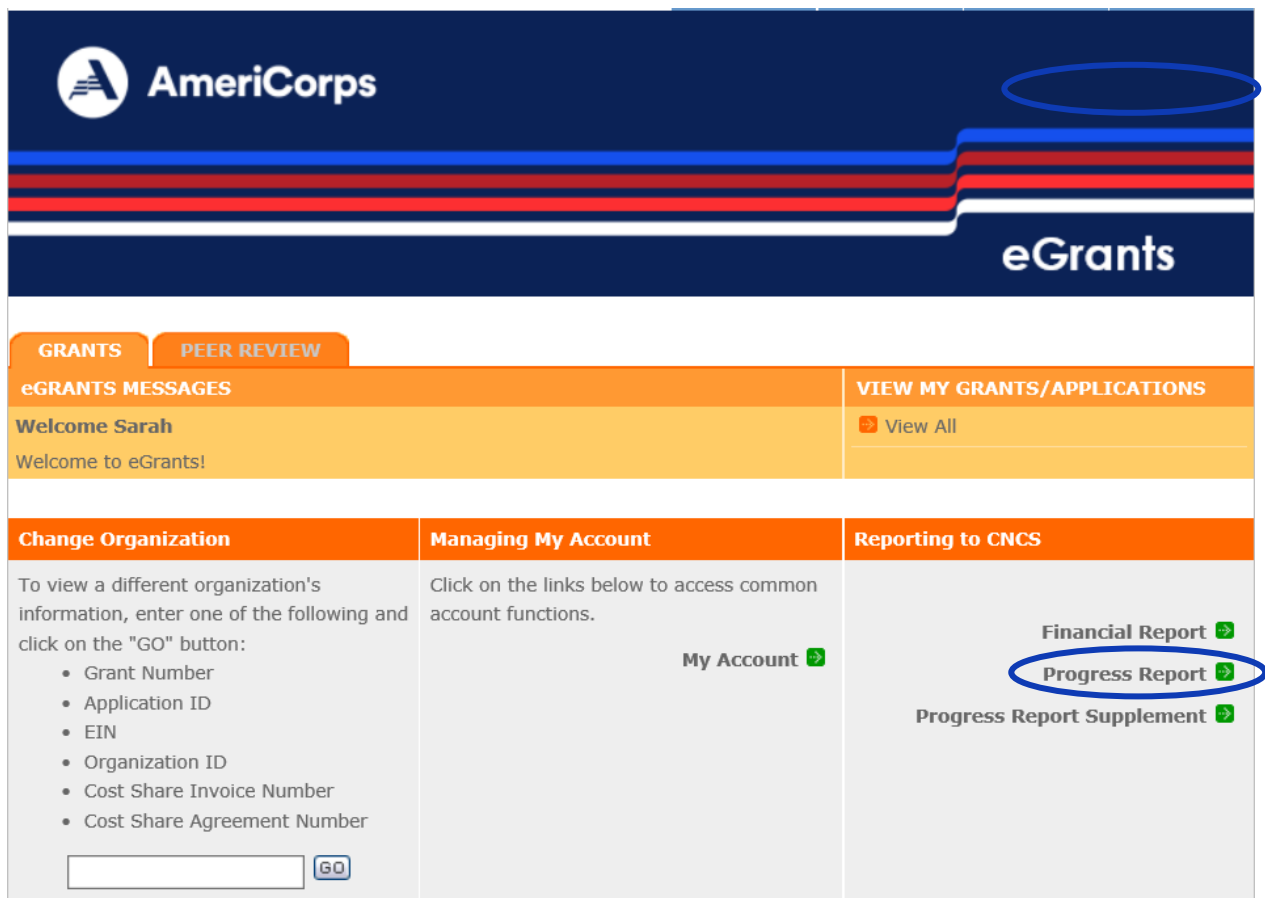 AmeriCorps
eGrants
GRANTS
PEER REVIEW
eGRANTS MESSAGES
Welcome Sarah
Welcome to eGrants!
VIEW MY GRANTS/APPLICATIONS
View All
Change Organization
To view a different organization's
information, enter one of the following and
click on the "GO" button:
• Grant Number
• Application ID
• EIN
• Organization ID
• Cost Share Invoice Number
• Cost Share Agreement Number
GO
Managing My Account
Click on the links below to access common
account functions.
My Account
Reporting to CNCS
Financial Report
Progress Report
Progress Report Supplement